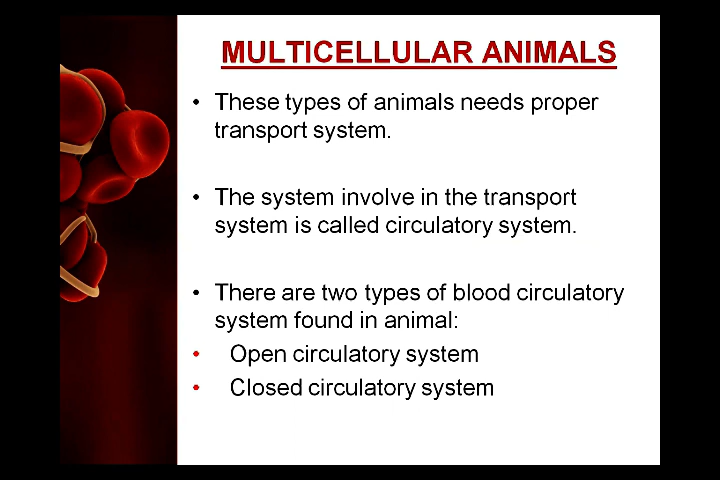 MULTICELLULAR ANIMALS
• These types of animals needs proper
transport system.
• The system involve in the transport
system is called circulatory system.
• There are two types of blood circulatory
system found in animal:
• Open circulatory system
• Closed circulatory system